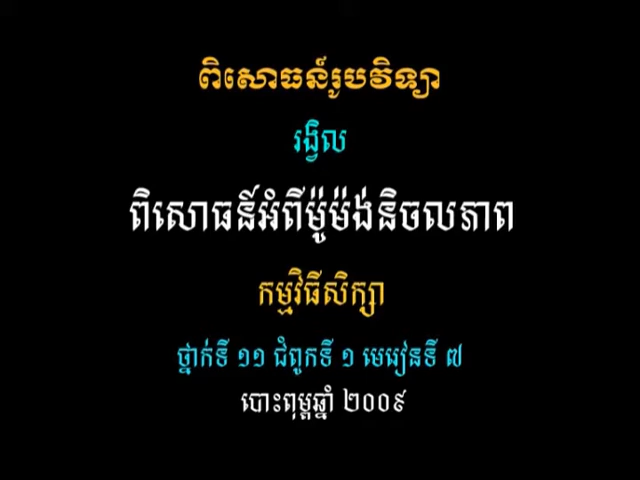 ពិសោធន៍រូបវិទ្យា
រង្វិល
ពិសោធន៍អំពីម៉ូម៉ង់និចលភាព
កម្មវិធីសិក្សា
ថ្នាក់ទី ១១ ជំពូកទី ១ មេរៀនទី ៧
បោះពុម្ពឆ្នាំ ២០០៩